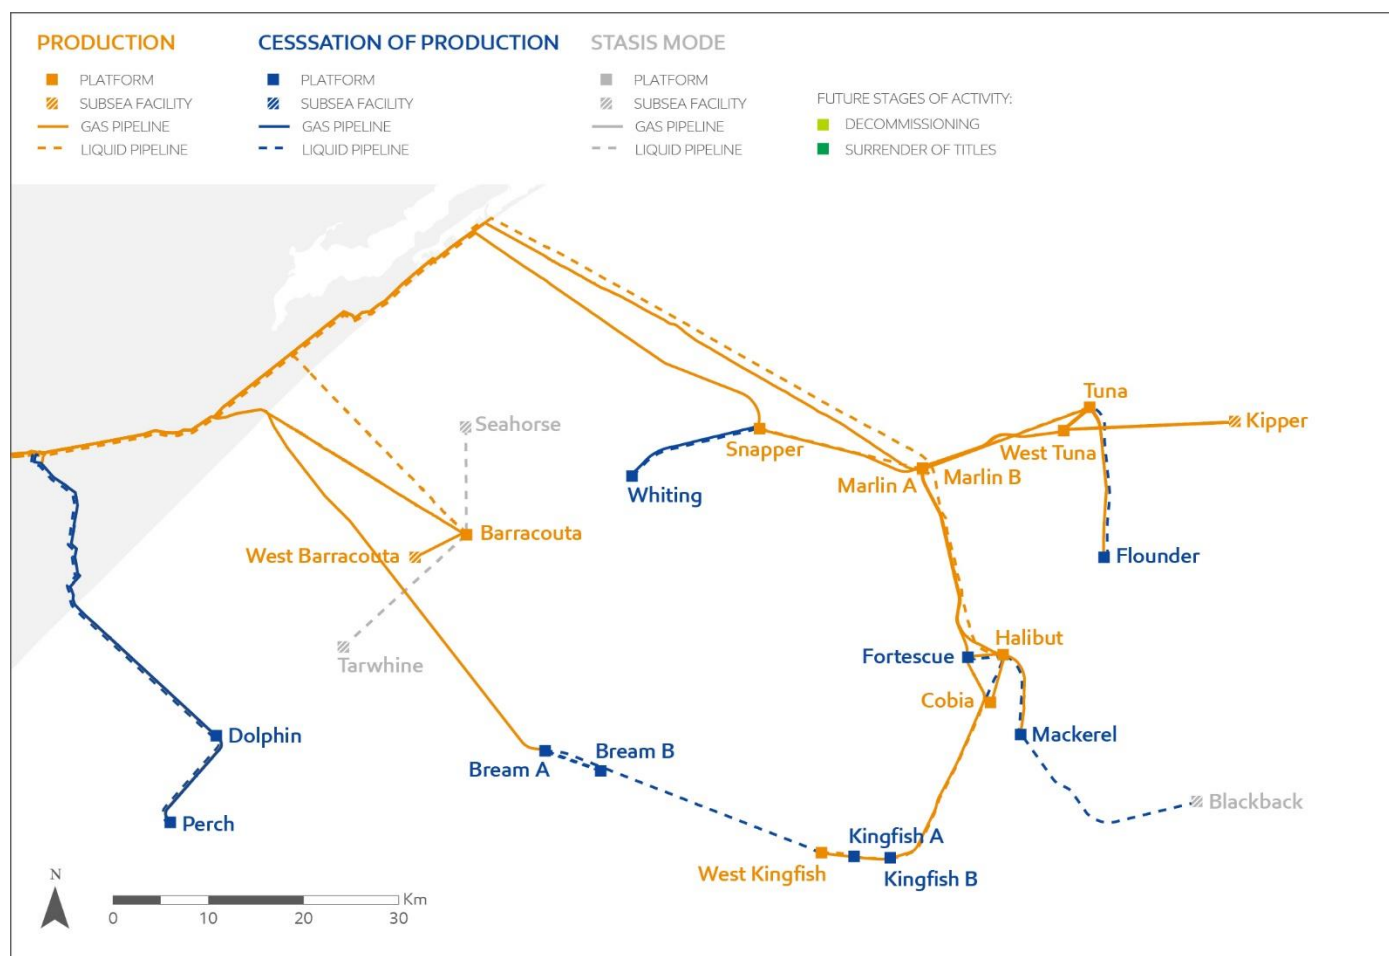 PRODUCTION
PLATFORM
SUBSEA FACILITY
GAS PIPELINE
LIQUID PIPELINE
CESSSATION OF PRODUCTION
PLATFORM
SUBSEA FACILITY
GAS PIPELINE
LIQUID PIPELINE
STASIS MODE
PLATFORM
SUBSEA FACILITY
GAS PIPELINE
LIQUID PIPELINE
FUTURE STAGES OF ACTIVITY:
DECOMMISSIONING
SURRENDER OF TITLES
Tuna
Kipper
Seahorse
Snapper
West Tuna
Marlin B
Marlin A
Whiting
Barracouta
West Barracouta
Flounder
Halibut
Fortescue
Tarwhine
Cobia
Dolphin
Mackerel
Bream B
Bream A
Blackback
Perch
Kingfish A
West Kingfish
Kingfish B
N
Km
0 10 20 30